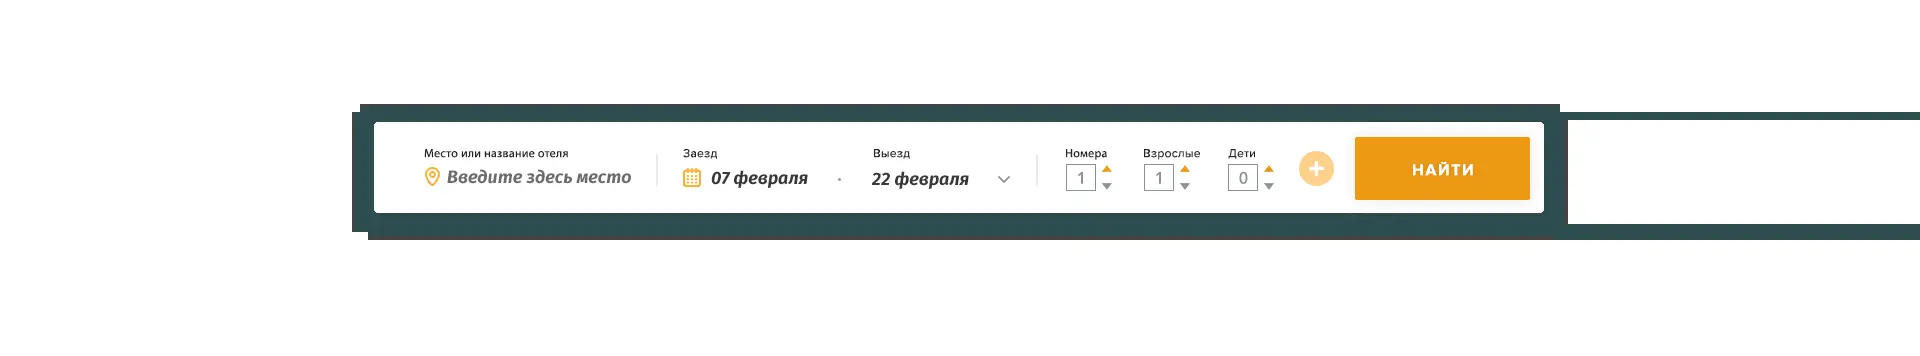 Место или название отеля
Введите здесь место
Заезд
07 февраля
Выезд
22 февраля
Номера
1
Взрослые
1
Дети
0
НАЙТИ